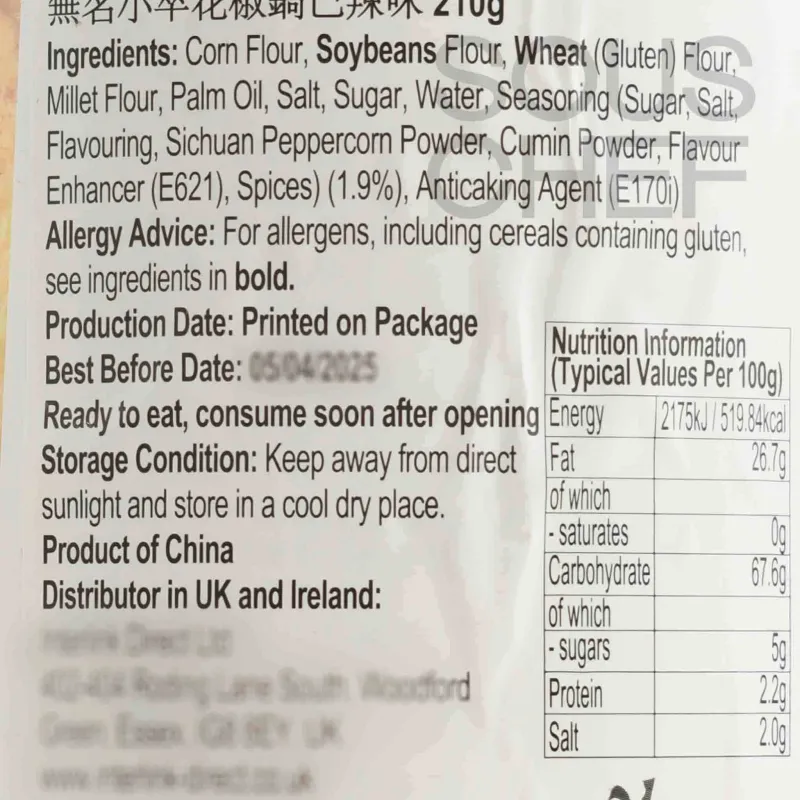 無名小卒花椒鍋巴辣味 210g
Ingredients: Corn Flour, Soybeans Flour, Wheat (Gluten) Flour,
Millet Flour, Palm Oil, Salt, Sugar, Water, Seasoning (Sugar, Salt,
Flavouring, Sichuan Peppercorn Powder, Cumin Powder, Flavour
Enhancer (E621), Spices) (1.9%), Anticaking Agent (E170i)
Allergy Advice: For allergens, including cereals containing gluten,
see ingredients in bold.
Production Date: Printed on Package
Best Before Date: 05/04/2025
Ready to eat, consume soon after opening
Storage Condition: Keep away from direct
sunlight and store in a cool dry place.
Product of China
Distributor in UK and Ireland:
Nutrition Information
(Typical Values Per 100g)
Energy 2175kJ / 519.84kcal
Fat 26.7g
of which
- saturates 0g
Carbohydrate 67.6g
of which
- sugars 5g
Protein 2.2g
Salt 2.0g
SOUS
CHEF